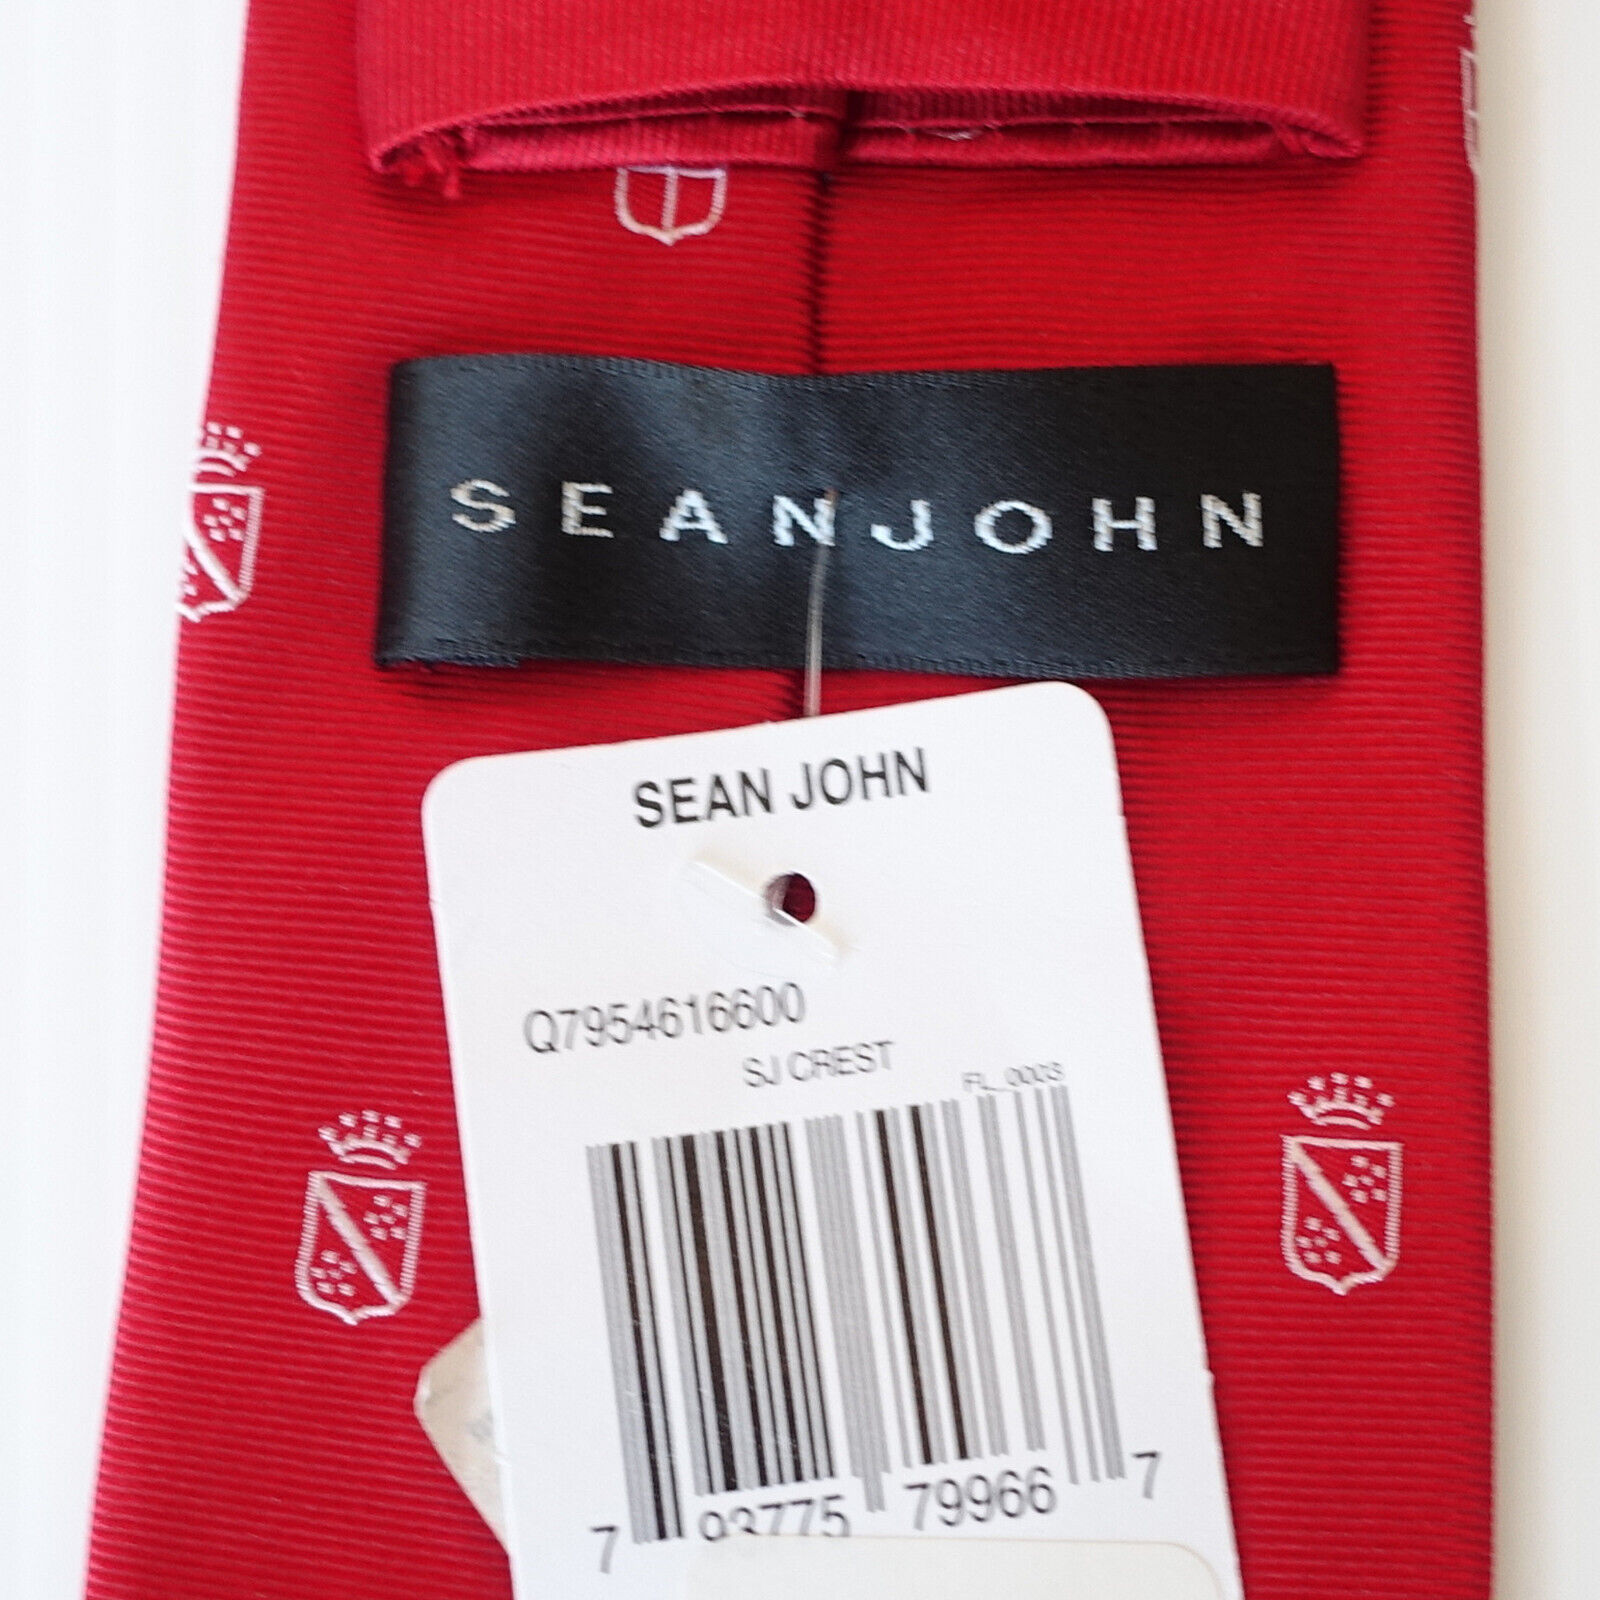 SEANJOHN
SEAN JOHN
Q7954616600
SJ CREST
FL_0003
7 93775 79966 7